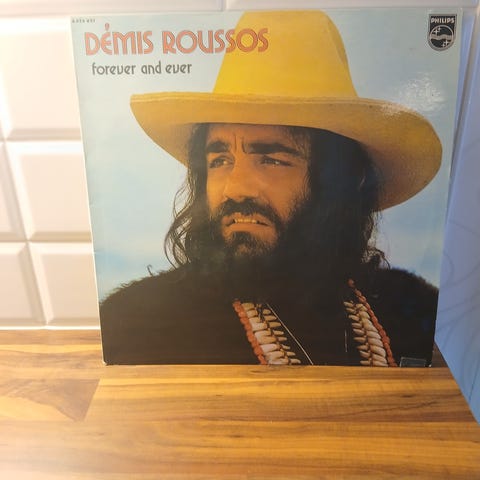 DÉMIS ROUSSOS
forever and ever
PHILIPS